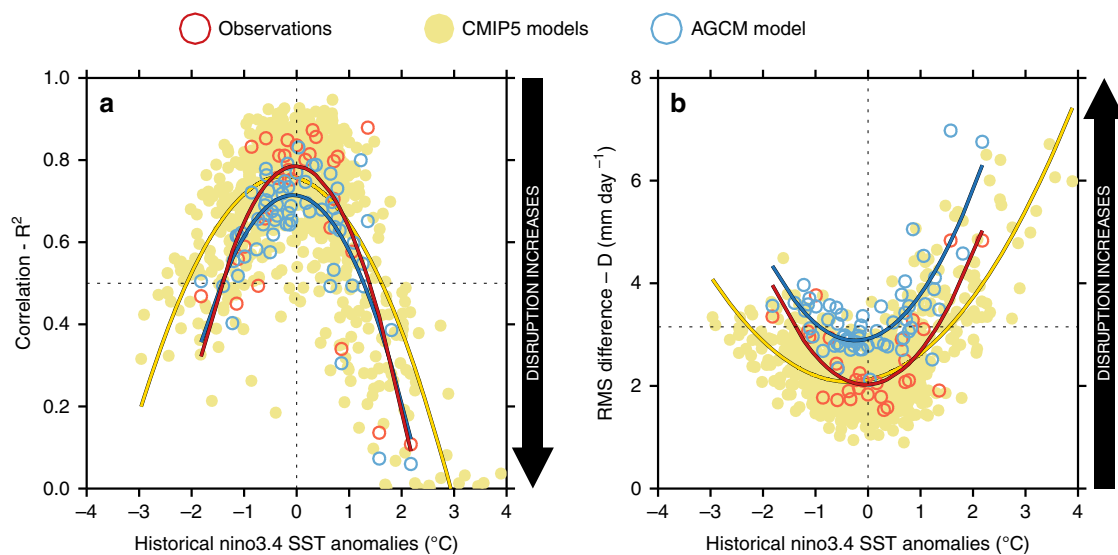 Observations CMIP5 models AGCM model
a
1.0
0.8
0.6
0.4
0.2
0.0
Correlation - R²
–4 –3 –2 –1 0 1 2 3 4
Historical nino3.4 SST anomalies (°C)
DISRUPTION INCREASES
b
8
6
4
2
0
RMS difference – D (mm day –1)
–4 –3 –2 –1 0 1 2 3 4
Historical nino3.4 SST anomalies (°C)
DISRUPTION INCREASES